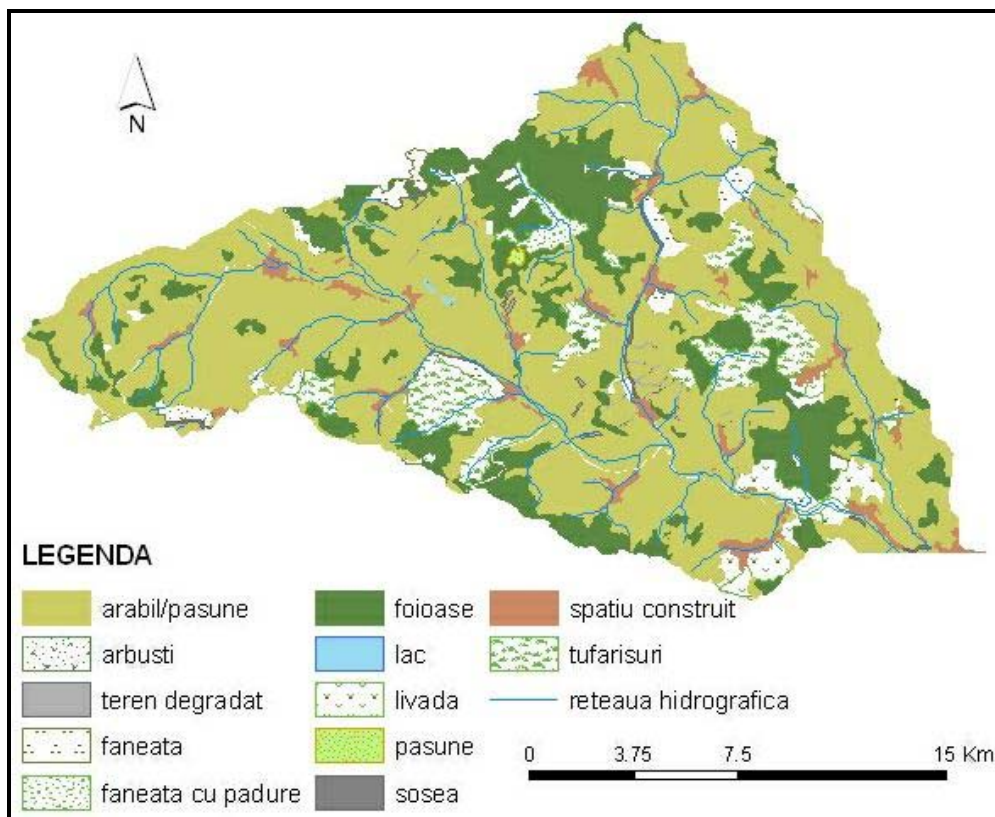 N
LEGENDA
arabil/pasune
foioase
spatiu construit
arbusti
lac
tufarisuri
teren degradat
livada
reteaua hidrografica
faneata
pasune
faneata cu padure
sosea
0 3.75 7.5 15 Km